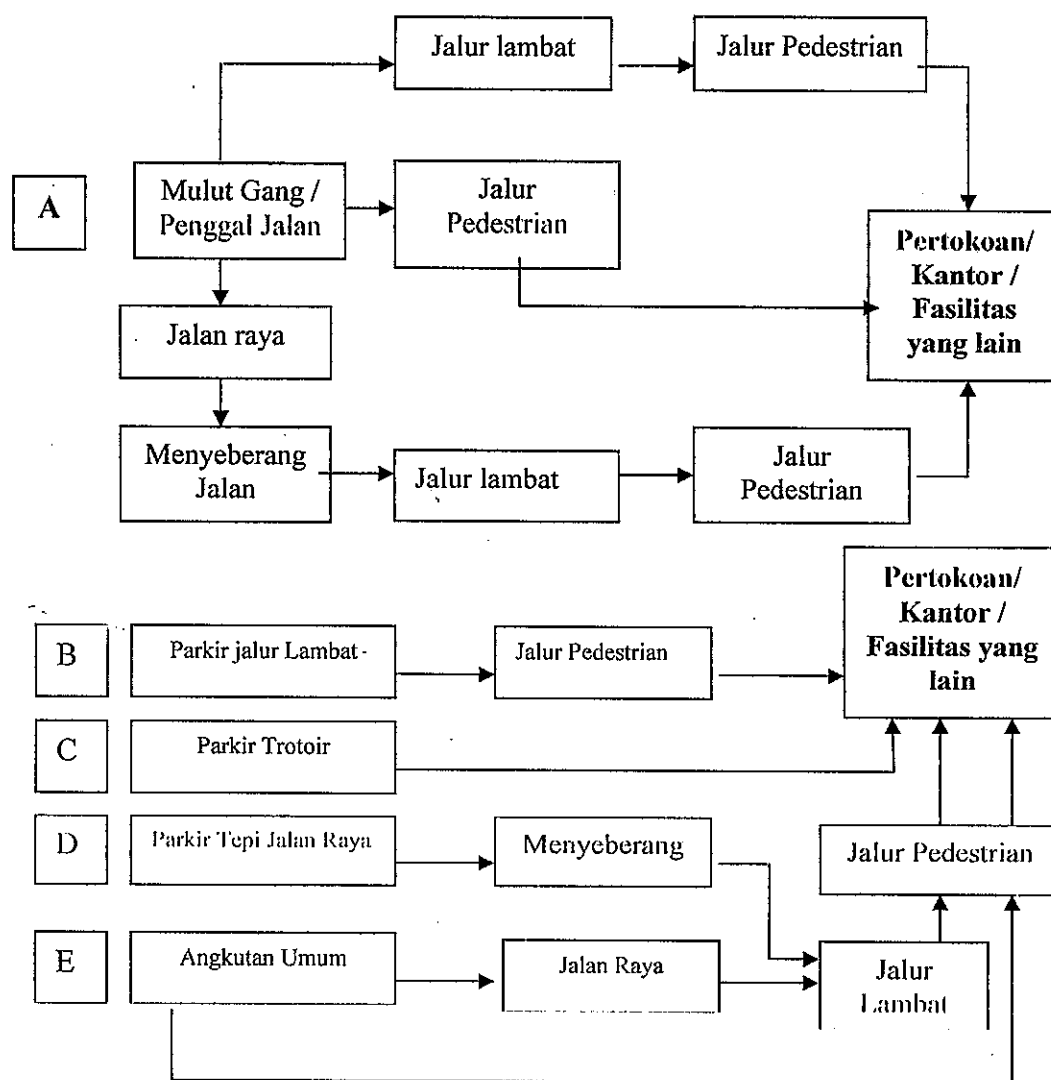 Jalur lambat
Jalur Pedestrian
A
Mulut Gang /
Penggal Jalan
Jalur
Pedestrian
Pertokoan/
Kantor /
Fasilitas
yang lain
Jalan raya
Menyeberang
Jalan
Jalur lambat
Jalur
Pedestrian
Pertokoan/
Kantor /
Fasilitas yang
lain
B
Parkir jalur Lambat
Jalur Pedestrian
C
Parkir Trotoir
D
Parkir Tepi Jalan Raya
Menyeberang
Jalur Pedestrian
E
Angkutan Umum
Jalan Raya
Jalur
Lambat